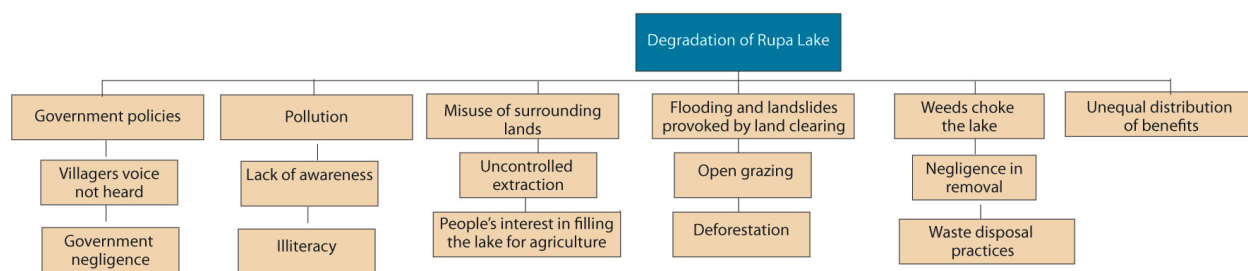 Degradation of Rupa Lake
Government policies
Pollution
Misuse of surrounding
lands
Flooding and landslides
provoked by land clearing
Weeds choke
the lake
Unequal distribution
of benefits
Villagers voice
not heard
Lack of awareness
Uncontrolled
extraction
Open grazing
Negligence in
removal
Government
negligence
Illiteracy
People's interest in filling
the lake for agriculture
Deforestation
Waste disposal
practices